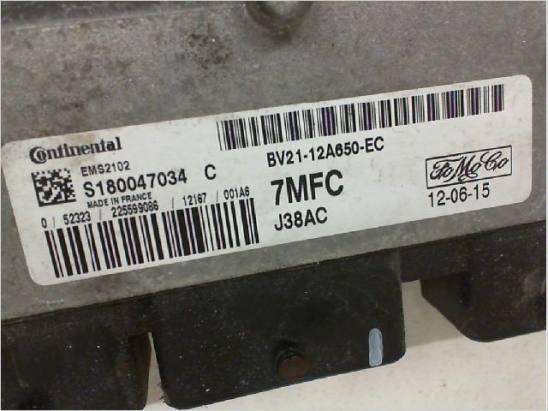 Continental
EMS2102
S180047034 C
MADE IN FRANCE
0 / 52323 / 225599086 / 12167 / 001A6
BV21-12A650-EC
7MFC
J38AC
FoMoCo
12-06-15